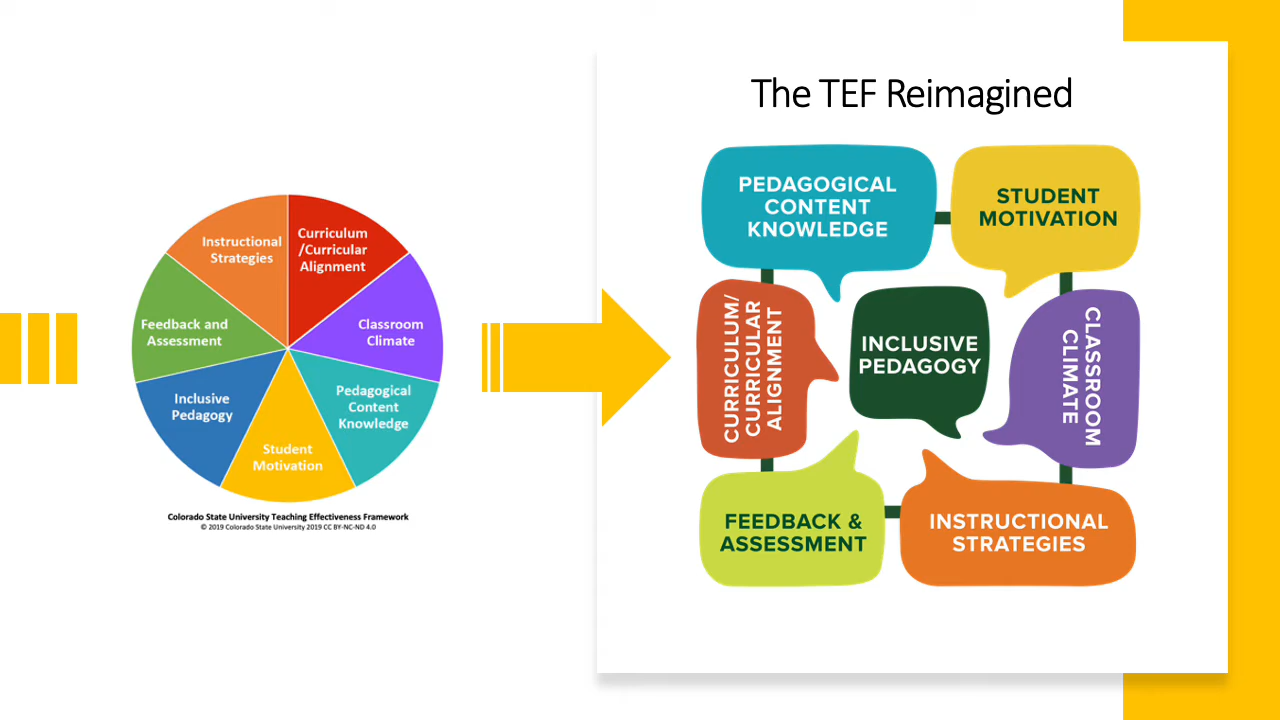 The TEF Reimagined
Instructional
Strategies
Curriculum
/Curricular
Alignment
Feedback and
Assessment
Classroom
Climate
Inclusive
Pedagogy
Pedagogical
Content
Knowledge
Student
Motivation
Colorado State University Teaching Effectiveness Framework
© 2019 Colorado State University 2019 CC BY-NC-ND 4.0
PEDAGOGICAL
CONTENT
KNOWLEDGE
STUDENT
MOTIVATION
CURRICULUM/
CURRICULAR
ALIGNMENT
INCLUSIVE
PEDAGOGY
CLASSROOM
CLIMATE
FEEDBACK &
ASSESSMENT
INSTRUCTIONAL
STRATEGIES